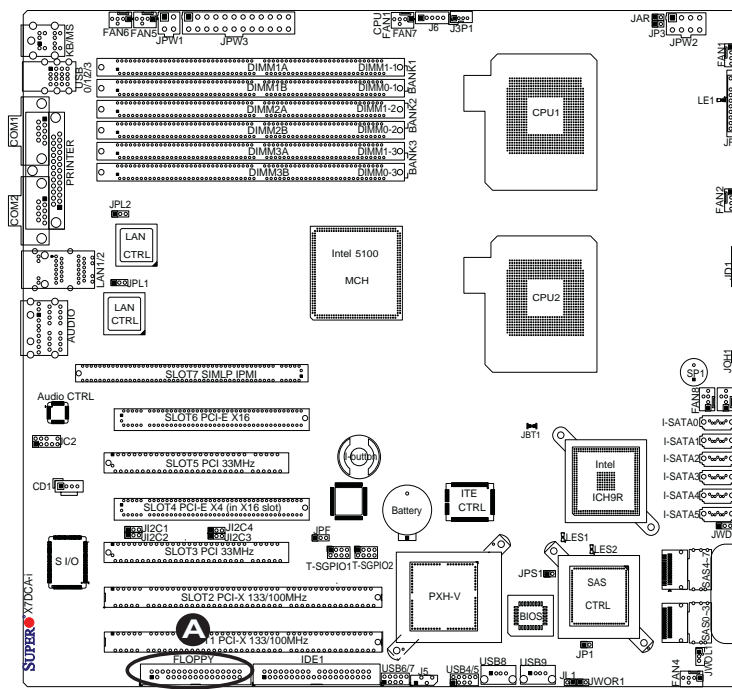 FAN6 FAN5 JPW1 JPW3
CPU FAN1
FAN7 J6 J3P1
JAR
JP3 JPW2
KB/MS
USB 0/12/3
COM1
PRINTER
COM2
LAN1/2
AUDIO
DIMM1A DIMM1-1
DIMM1B DIMM0-1
DIMM2A DIMM1-2
DIMM2B DIMM0-2
DIMM3A DIMM1-3
DIMM3B DIMM0-3
BANK1
BANK2
BANK3
CPU1
CPU2
FAN1
LE1
JF
FAN2
JD1
JOH1
JPL2
LAN CTRL
JPL1
LAN CTRL
Intel 5100
MCH
SLOT7 SIMLP IPMI
SP1
FAN8
Audio CTRL
SLOT6 PCI-E X16
JC2
SLOT5 PCI 33MHz
I-button
JBT1
I-SATA0
I-SATA1
I-SATA2
I-SATA3
I-SATA4
I-SATA5
Intel
ICH9R
CD1
SLOT4 PCI-E X4 (in X16 slot)
ITE
CTRL
Battery
JI2C1
JI2C2
JI2C4
JI2C3
JPF
JWD
S I/O
SLOT3 PCI 33MHz
T-SGPIO1 T-SGPIO2
LES1
LES2
SLOT2 PCI-X 133/100MHz
PXH-V
JPS1
BIOS
SAS
CTRL
SAS4~7
SAS0~3
SUPER X7DCA-i
A
T1 PCI-X 133/100MHz
JP1
JWOL1
FLOPPY IDE1
USB6/7 J5 USB4/5 USB8 USB9 JL1 JWOR1 FAN4